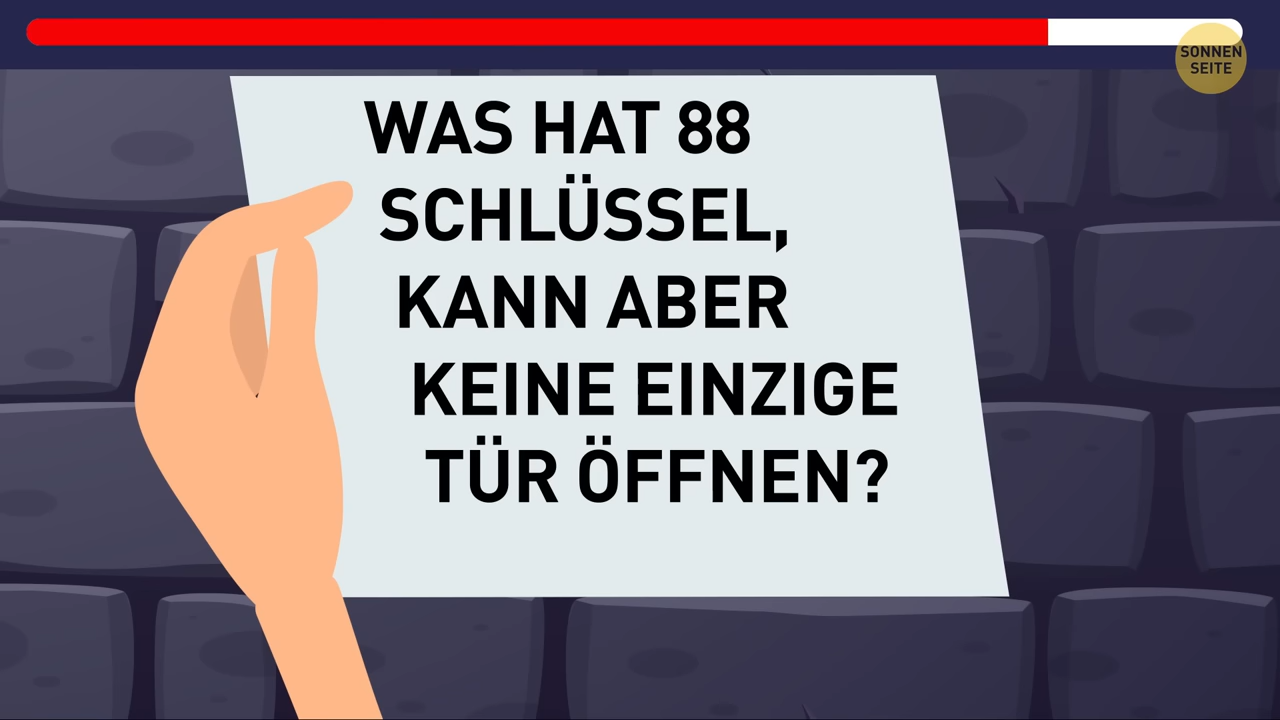 SONNEN
SEITE
WAS HAT 88
SCHLÜSSEL,
KANN ABER
KEINE EINZIGE
TÜR ÖFFNEN?